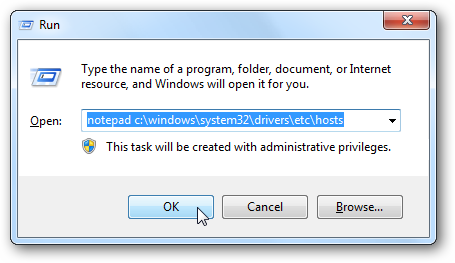 Run
Type the name of a program, folder, document, or Internet
resource, and Windows will open it for you.
Open: notepad c:\windows\system32\drivers\etc\hosts
This task will be created with administrative privileges.
OK Cancel Browse...